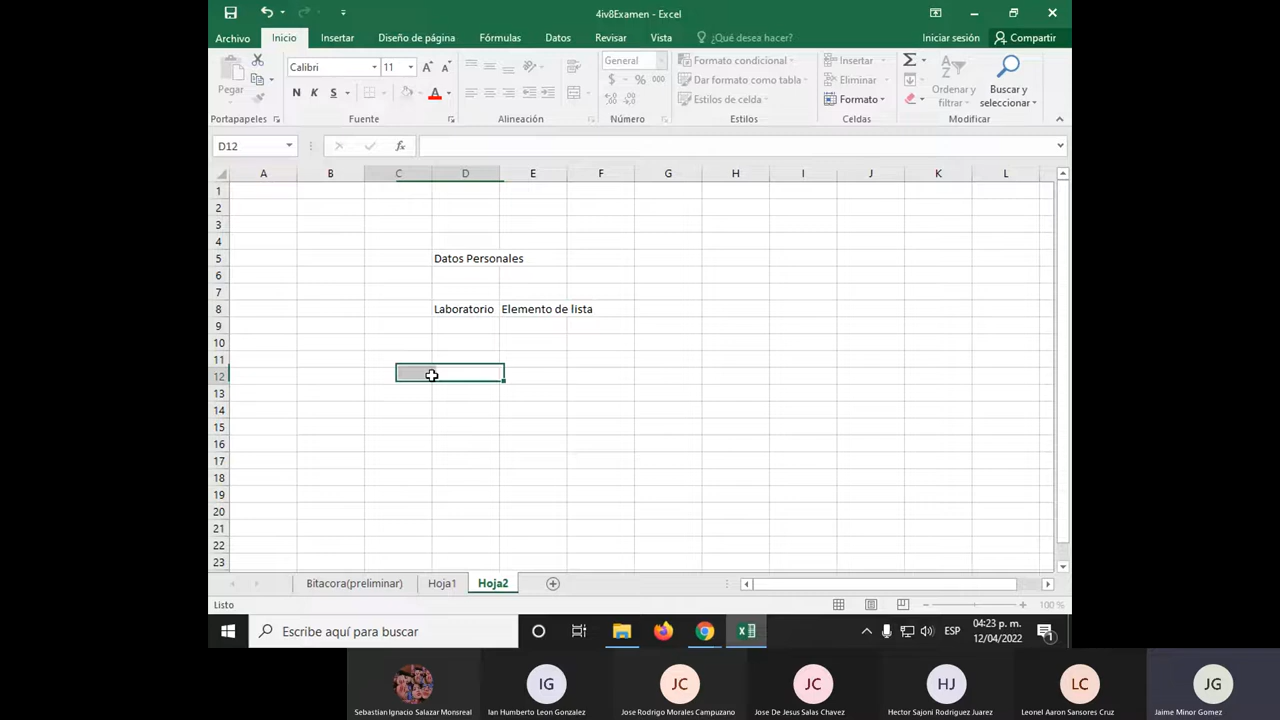 4iv8Examen - Excel
Archivo Inicio Insertar Diseño de página Fórmulas Datos Revisar Vista ¿Qué desea hacer? Iniciar sesión Compartir
Pegar
Calibri 11
N K S A
General
$ % 000
Formato condicional
Dar formato como tabla
Estilos de celda
Insertar
Eliminar
Formato
Ordenar y filtrar
Buscar y seleccionar
Portapapeles Fuente Alineación Número Estilos Celdas Modificar
D12 fx
A B C D E F G H I J K L
1
2
3
4
5 Datos Personales
6
7
8 Laboratorio Elemento de lista
9
10
11
12
13
14
15
16
17
18
19
20
21
22
23
Bitacora(preliminar) Hoja1 Hoja2
Listo 100 %
Escribe aquí para buscar ESP 04:23 p. m. 12/04/2022 1
IG JC JC HJ LC JG
Sebastian Ignacio Salazar Monsreal Ian Humberto Leon Gonzalez Jose Rodrigo Morales Campuzano Jose De Jesus Salas Chavez Hector Sajoni Rodriguez Juarez Leonel Aaron Sansores Cruz Jaime Minor Gomez